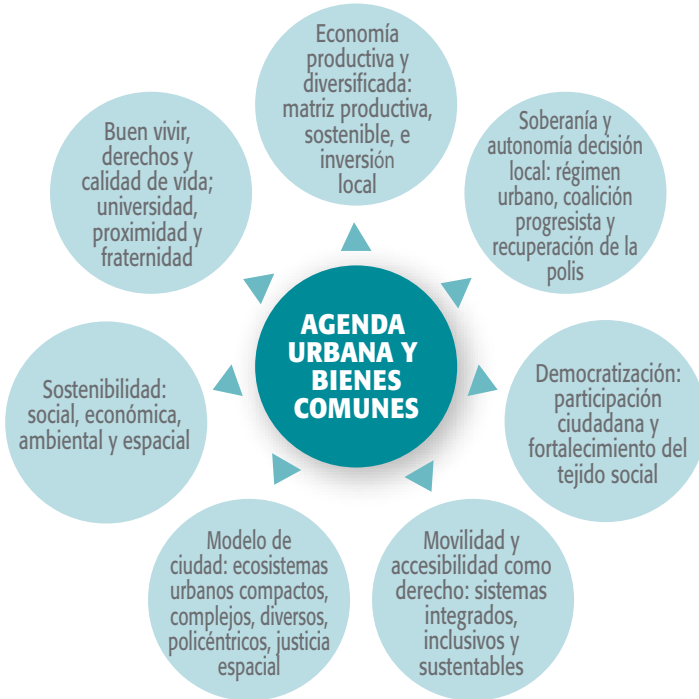 Economía
productiva y
diversificada:
matriz productiva,
sostenible, e
inversión
local
Soberanía y
autonomía decisión
local: régimen
urbano, coalición
progresista y
recuperación de la
polis
Democratización:
participación
ciudadana y
fortalecimiento del
tejido social
Movilidad y
accesibilidad como
derecho: sistemas
integrados,
inclusivos y
sustentables
Modelo de
ciudad: ecosistemas
urbanos compactos,
complejos, diversos,
policéntricos, justicia
espacial
Sostenibilidad:
social, económica,
ambiental y espacial
Buen vivir,
derechos y
calidad de vida;
universidad,
proximidad y
fraternidad
AGENDA
URBANA Y
BIENES
COMUNES